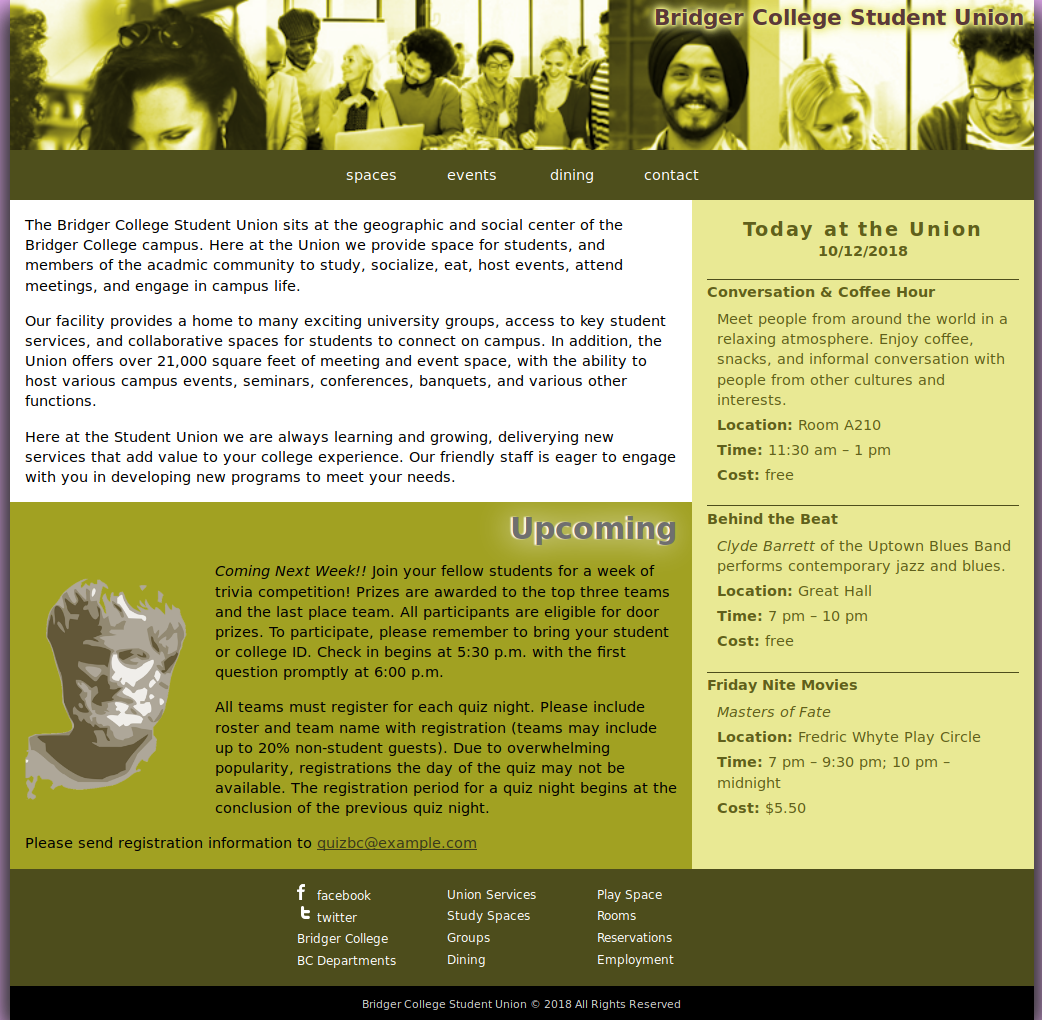 Bridger College Student Union
spaces events dining contact
The Bridger College Student Union sits at the geographic and social center of the
Bridger College campus. Here at the Union we provide space for students, and
members of the acadmic community to study, socialize, eat, host events, attend
meetings, and engage in campus life.
Our facility provides a home to many exciting university groups, access to key student
services, and collaborative spaces for students to connect on campus. In addition, the
Union offers over 21,000 square feet of meeting and event space, with the ability to
host various campus events, seminars, conferences, banquets, and various other
functions.
Here at the Student Union we are always learning and growing, deliverying new
services that add value to your college experience. Our friendly staff is eager to engage
with you in developing new programs to meet your needs.
Upcoming
Coming Next Week!! Join your fellow students for a week of
trivia competition! Prizes are awarded to the top three teams
and the last place team. All participants are eligible for door
prizes. To participate, please remember to bring your student
or college ID. Check in begins at 5:30 p.m. with the first
question promptly at 6:00 p.m.
All teams must register for each quiz night. Please include
roster and team name with registration (teams may include
up to 20% non-student guests). Due to overwhelming
popularity, registrations the day of the quiz may not be
available. The registration period for a quiz night begins at the
conclusion of the previous quiz night.
Please send registration information to quizbc@example.com
Today at the Union
10/12/2018
Conversation & Coffee Hour
Meet people from around the world in a
relaxing atmosphere. Enjoy coffee,
snacks, and informal conversation with
people from other cultures and
interests.
Location: Room A210
Time: 11:30 am – 1 pm
Cost: free
Behind the Beat
Clyde Barrett of the Uptown Blues Band
performs contemporary jazz and blues.
Location: Great Hall
Time: 7 pm – 10 pm
Cost: free
Friday Nite Movies
Masters of Fate
Location: Fredric Whyte Play Circle
Time: 7 pm – 9:30 pm; 10 pm –
midnight
Cost: $5.50
facebook
twitter
Bridger College
BC Departments
Union Services
Study Spaces
Groups
Dining
Play Space
Rooms
Reservations
Employment
Bridger College Student Union © 2018 All Rights Reserved